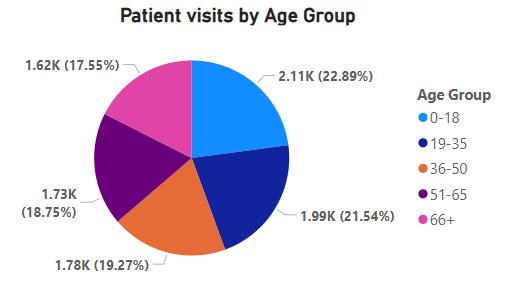 Patient visits by Age Group
1.62K (17.55%)
2.11K (22.89%)
Age Group
0-18
19-35
36-50
51-65
66+
1.73K
(18.75%)
1.99K (21.54%)
1.78K (19.27%)